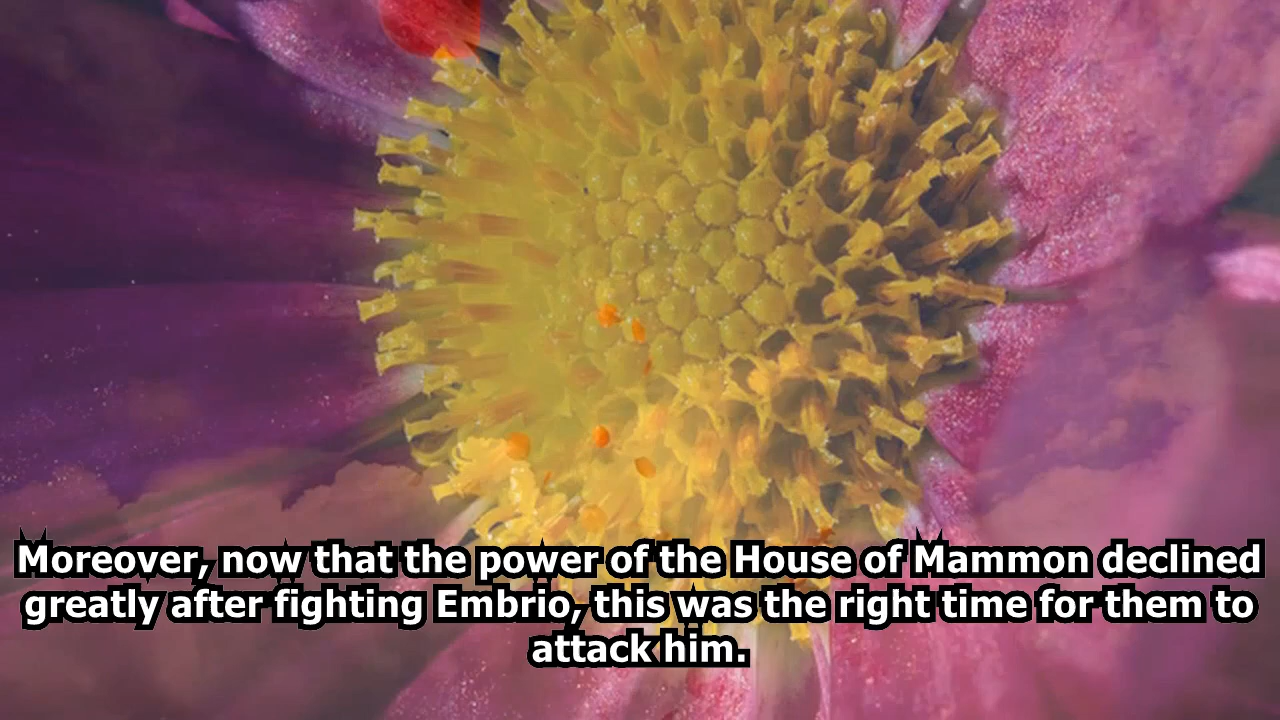 Moreover, now that the power of the House of Mammon declined
greatly after fighting Embrio, this was the right time for them to
attack him.